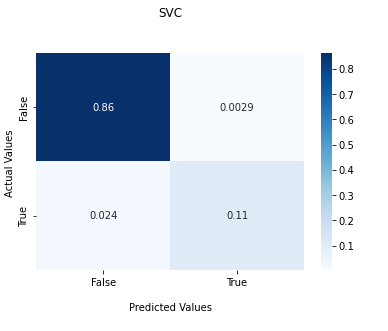 SVC
Actual Values
False
0.86
0.0029
True
0.024
0.11
False
True
Predicted Values
0.8
0.7
0.6
0.5
0.4
0.3
0.2
0.1